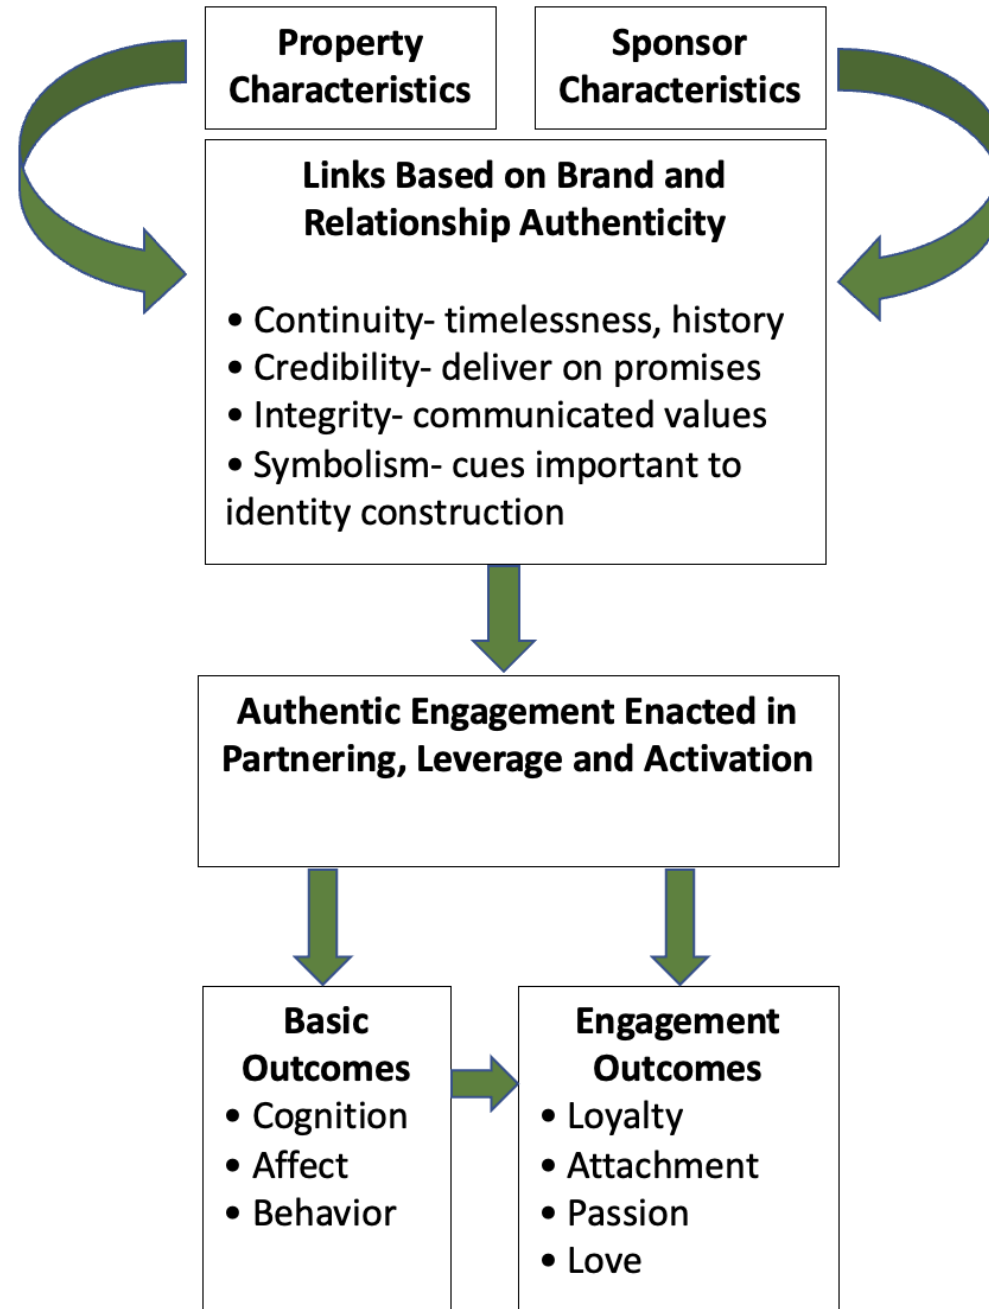 Property
Characteristics
Sponsor
Characteristics
Links Based on Brand and
Relationship Authenticity
• Continuity- timelessness, history
• Credibility- deliver on promises
• Integrity- communicated values
• Symbolism- cues important to
identity construction
Authentic Engagement Enacted in
Partnering, Leverage and Activation
Basic
Outcomes
• Cognition
• Affect
• Behavior
Engagement
Outcomes
• Loyalty
• Attachment
• Passion
• Love